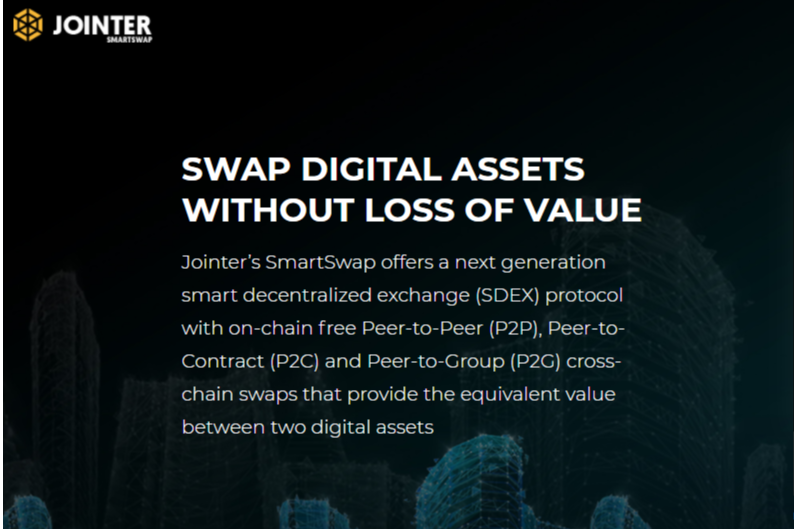 JOINTER
SMARTSWAP
SWAP DIGITAL ASSETS
WITHOUT LOSS OF VALUE
Jointer's SmartSwap offers a next generation
smart decentralized exchange (SDEX) protocol
with on-chain free Peer-to-Peer (P2P), Peer-to-
Contract (P2C) and Peer-to-Group (P2G) cross-
chain swaps that provide the equivalent value
between two digital assets